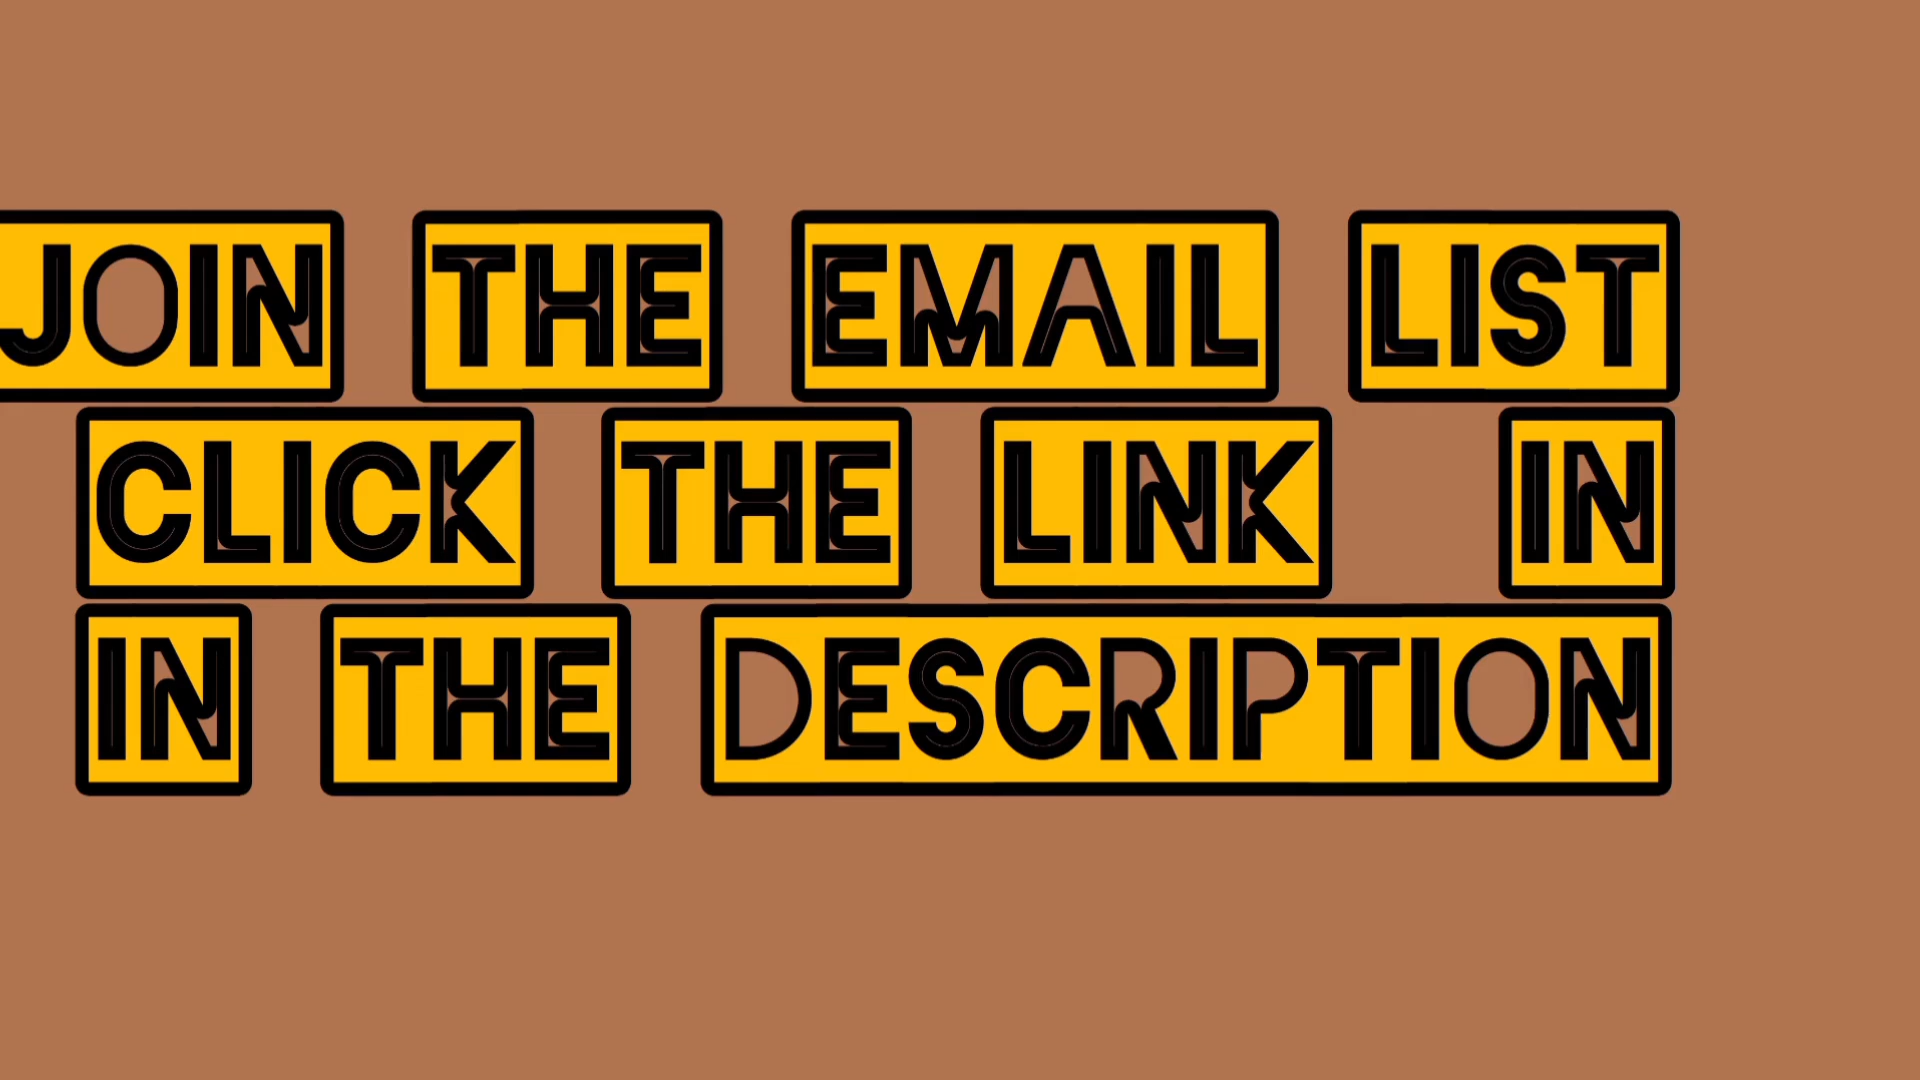 JOIN THE EMAIL LIST
CLICK THE LINK IN
IN THE DESCRIPTION